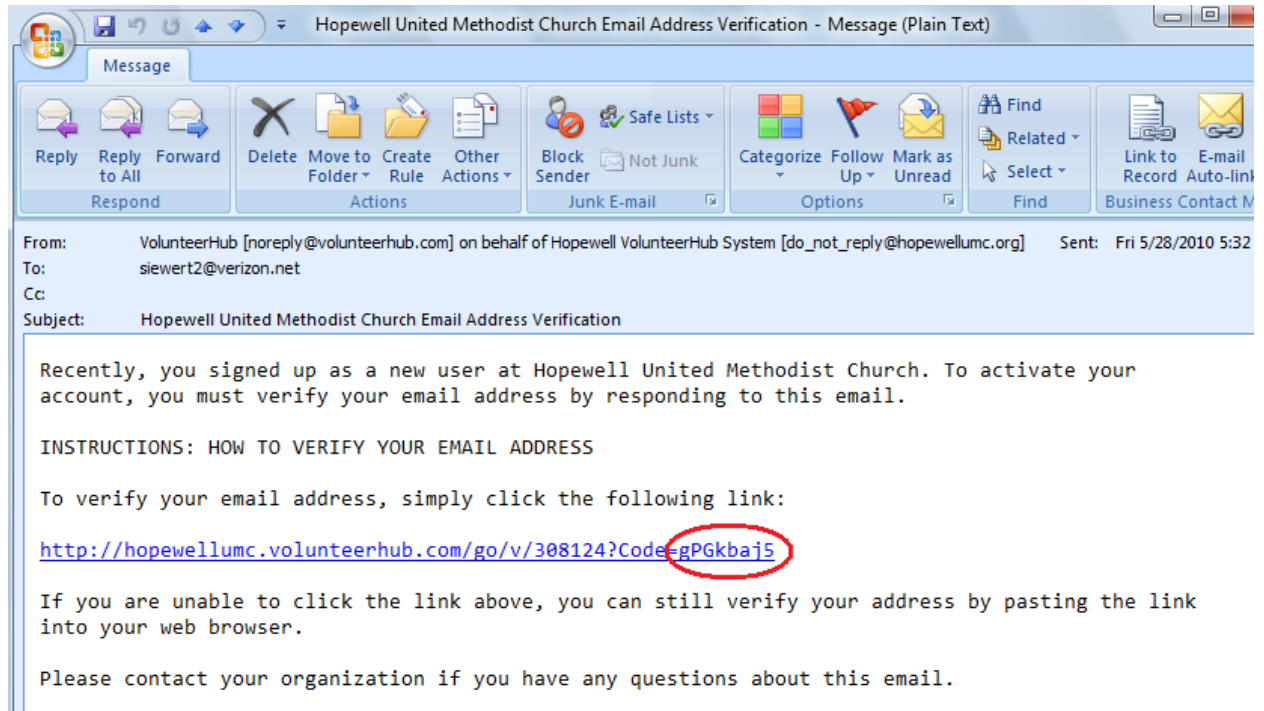 Hopewell United Methodist Church Email Address Verification - Message (Plain Text)
Message
Reply
Reply to All
Forward
Respond
Delete
Move to Folder
Create Rule
Other Actions
Actions
Block Sender
Safe Lists
Not Junk
Junk E-mail
Categorize
Follow Up
Mark as Unread
Options
Find
Related
Select
Find
Link to Record
E-mail Auto-link
Business Contact M
From: VolunteerHub [noreply@volunteerhub.com] on behalf of Hopewell VolunteerHub System [do_not_reply@hopewellumc.org] Sent: Fri 5/28/2010 5:32
To: siewert2@verizon.net
Cc:
Subject: Hopewell United Methodist Church Email Address Verification
Recently, you signed up as a new user at Hopewell United Methodist Church. To activate your
account, you must verify your email address by responding to this email.
INSTRUCTIONS: HOW TO VERIFY YOUR EMAIL ADDRESS
To verify your email address, simply click the following link:
http://hopewellumc.volunteerhub.com/go/v/308124?Code=gPGkbaj5
If you are unable to click the link above, you can still verify your address by pasting the link
into your web browser.
Please contact your organization if you have any questions about this email.